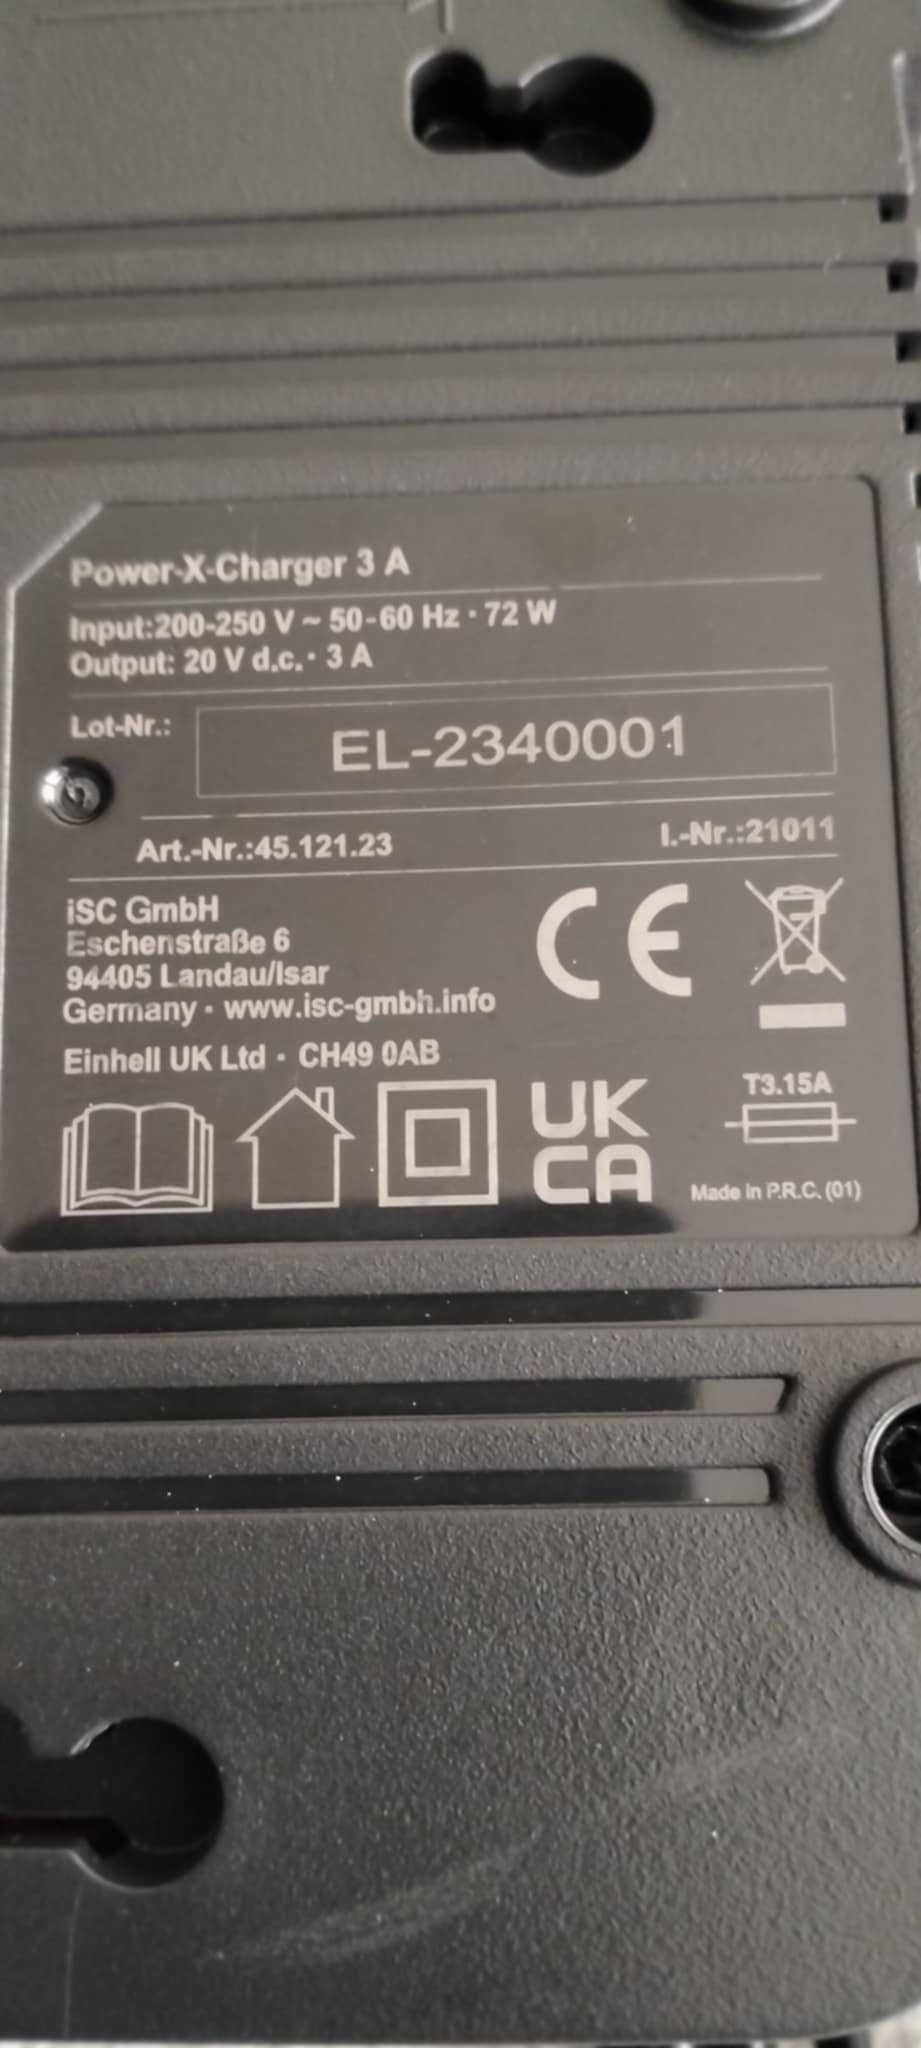 Power-X-Charger 3 A
Input:200-250 V ~ 50-60 Hz · 72 W
Output: 20 V d.c. · 3 A
Lot-Nr.:
EL-2340001
Art.-Nr.:45.121.23 I.-Nr.:21011
iSC GmbH
Eschenstraße 6
94405 Landau/Isar
Germany · www.isc-gmbh.info
CE
Einhell UK Ltd · CH49 0AB
UK
CA
T3.15A
Made in P.R.C. (01)